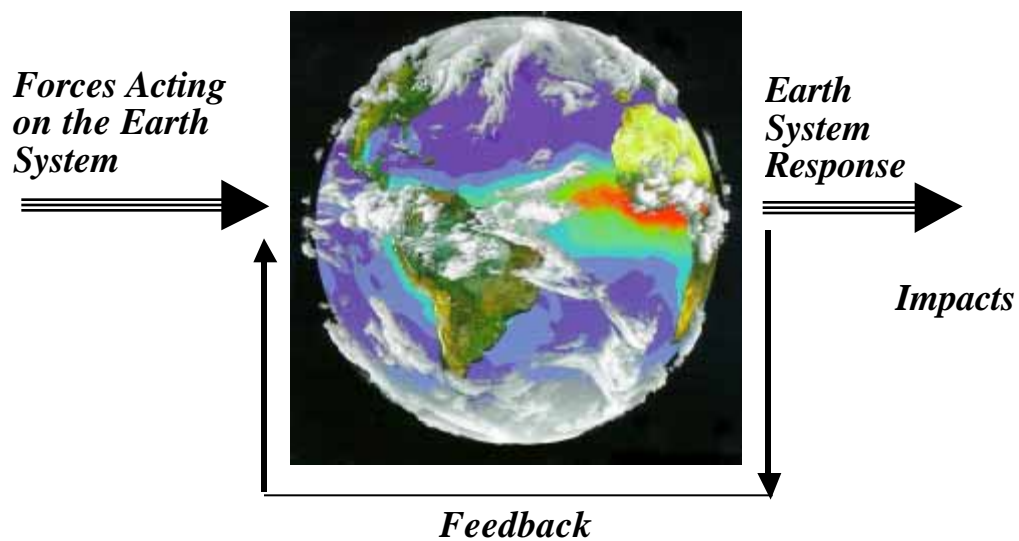 Forces Acting
on the Earth
System
Earth
System
Response
Impacts
Feedback